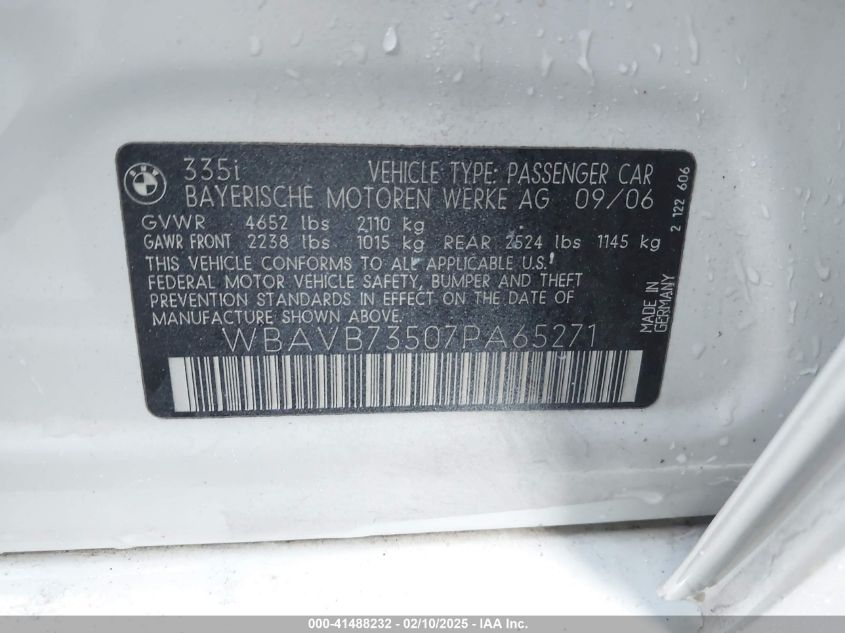 335i VEHICLE TYPE: PASSENGER CAR
BAYERISCHE MOTOREN WERKE AG 09/06
GVWR 4652 lbs 2110 kg
GAWR FRONT 2238 lbs 1015 kg REAR 2524 lbs 1145 kg
THIS VEHICLE CONFORMS TO ALL APPLICABLE U.S.
FEDERAL MOTOR VEHICLE SAFETY, BUMPER AND THEFT
PREVENTION STANDARDS IN EFFECT ON THE DATE OF
MANUFACTURE SHOWN ABOVE.
WBAVB73507PA65271
MADE IN
GERMANY
2 122 606
000-41488232 - 02/10/2025 - IAA Inc.